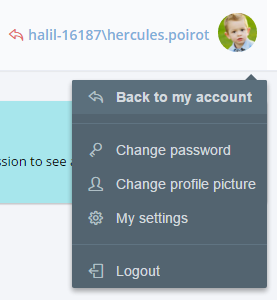 halil-16187\hercules.poirot
Back to my account
Change password
ssion to see
Change profile picture
My settings
Logout